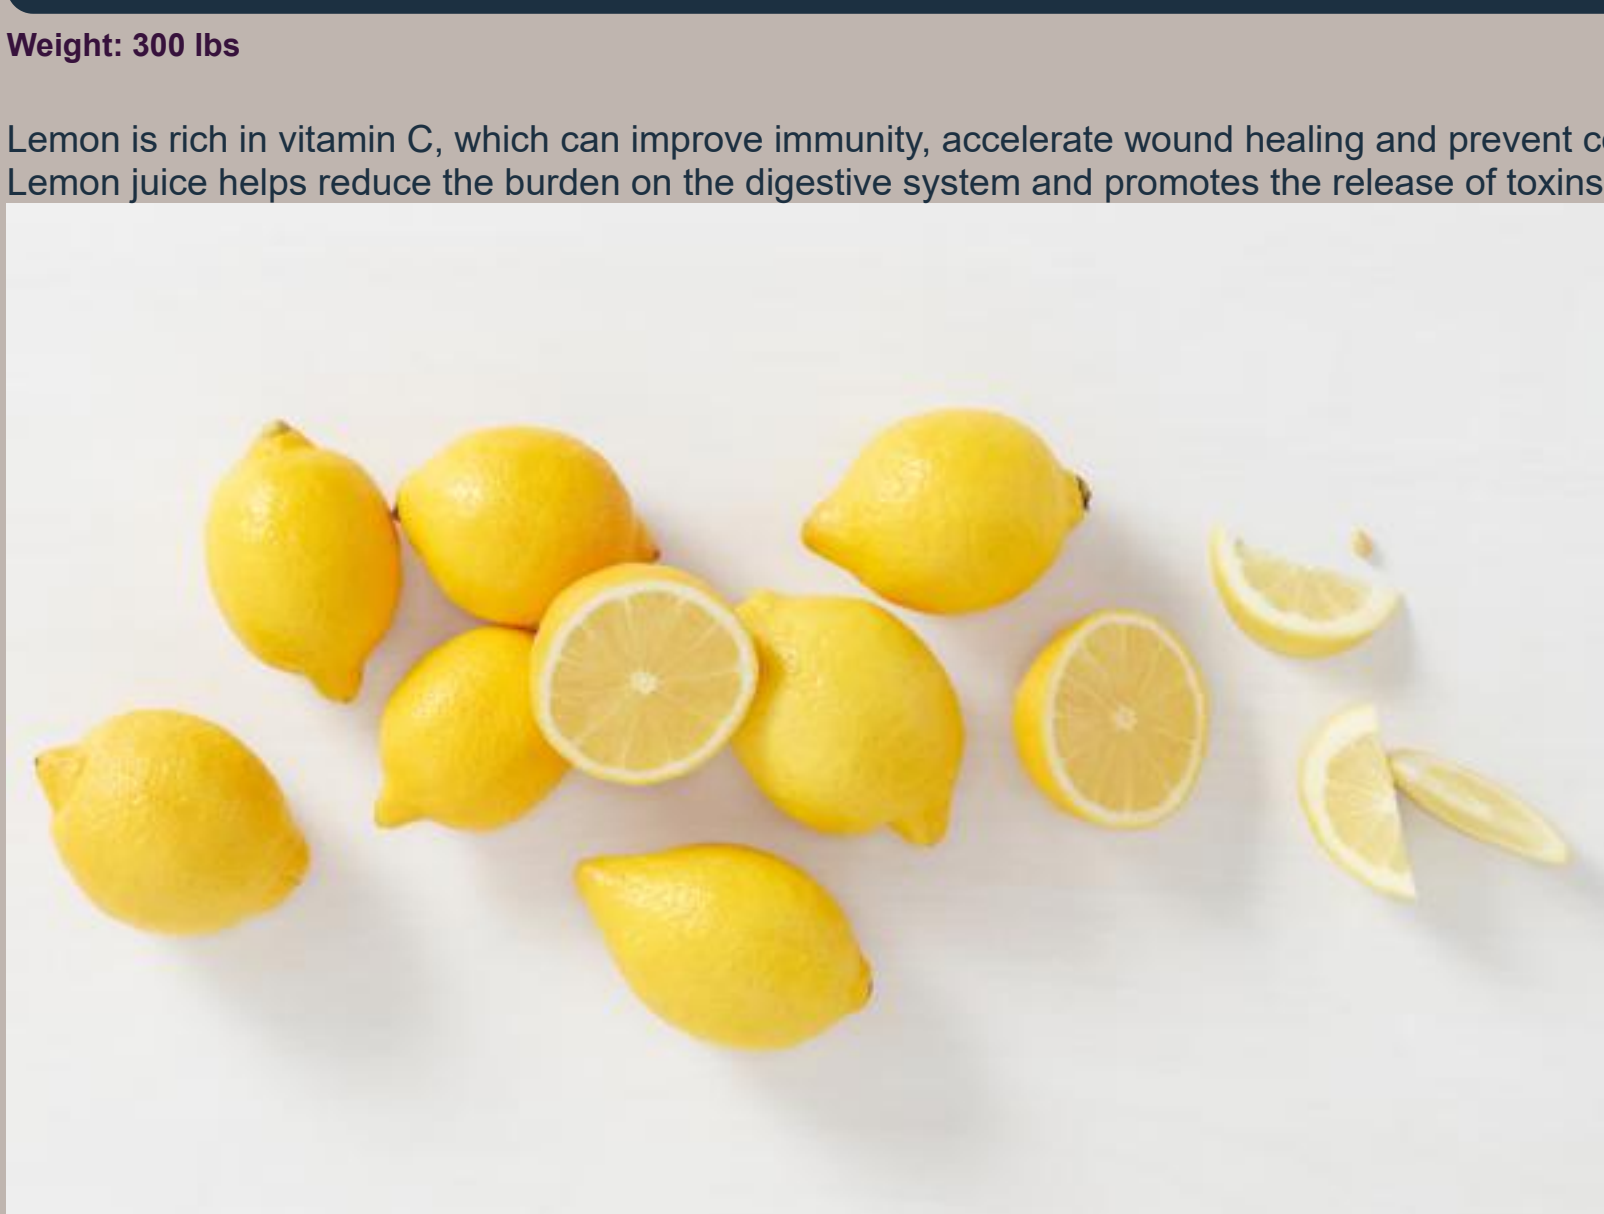 Weight: 300 lbs
Lemon is rich in vitamin C, which can improve immunity, accelerate wound healing and prevent
Lemon juice helps reduce the burden on the digestive system and promotes the release of toxins